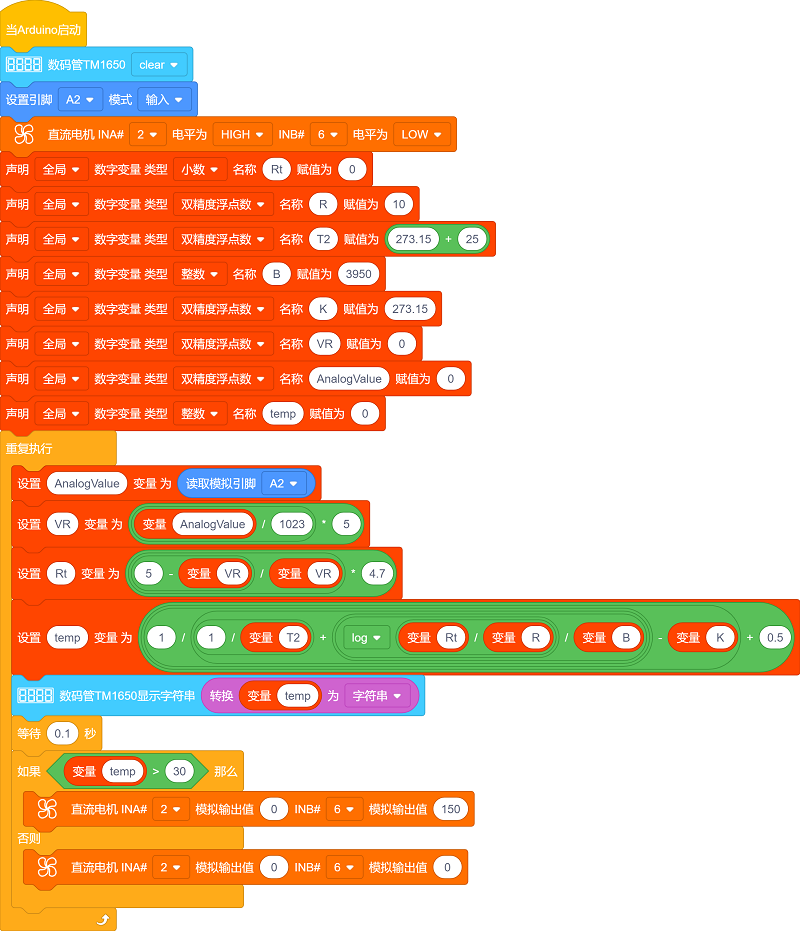 当Arduino启动
数码管TM1650 clear
设置引脚 A2 模式 输入
直流电机 INA# 2 电平为 HIGH INB# 6 电平为 LOW
声明 全局 数字变量 类型 小数 名称 Rt 赋值为 0
声明 全局 数字变量 类型 双精度浮点数 名称 R 赋值为 10
声明 全局 数字变量 类型 双精度浮点数 名称 T2 赋值为 273.15 + 25
声明 全局 数字变量 类型 整数 名称 B 赋值为 3950
声明 全局 数字变量 类型 双精度浮点数 名称 K 赋值为 273.15
声明 全局 数字变量 类型 双精度浮点数 名称 VR 赋值为 0
声明 全局 数字变量 类型 双精度浮点数 名称 AnalogValue 赋值为 0
声明 全局 数字变量 类型 整数 名称 temp 赋值为 0
重复执行
设置 AnalogValue 变量 为 读取模拟引脚 A2
设置 VR 变量 为 变量 AnalogValue / 1023 * 5
设置 Rt 变量 为 5 - 变量 VR / 变量 VR * 4.7
设置 temp 变量 为 1 / 1 / 变量 T2 + log 变量 Rt / 变量 R / 变量 B - 变量 K + 0.5
数码管TM1650显示字符串 转换 变量 temp 为 字符串
等待 0.1 秒
如果 变量 temp > 30 那么
直流电机 INA# 2 模拟输出值 0 INB# 6 模拟输出值 150
否则
直流电机 INA# 2 模拟输出值 0 INB# 6 模拟输出值 0